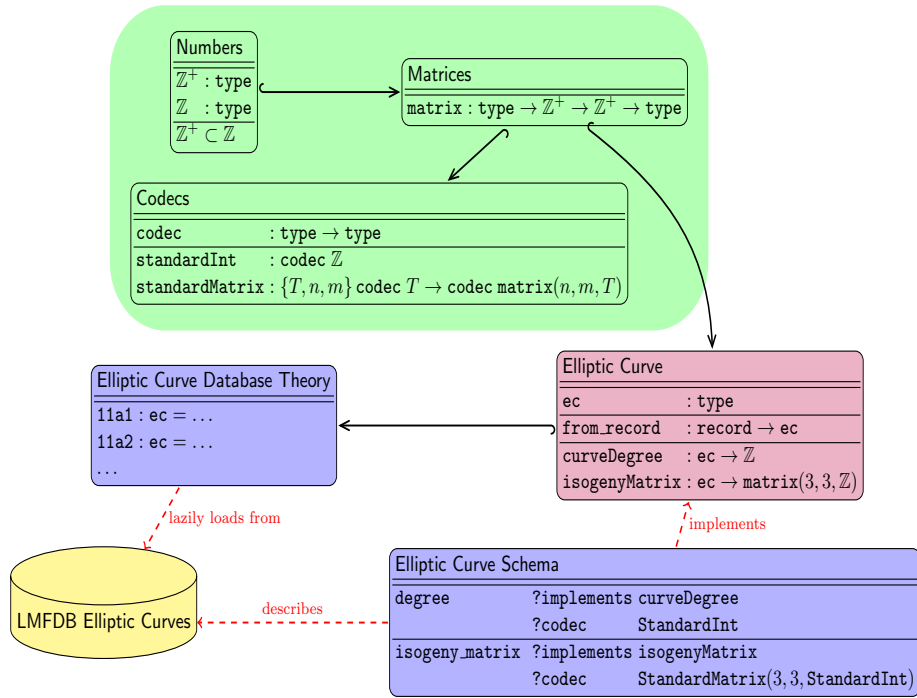 Numbers
ℤ⁺ : type
ℤ : type
ℤ⁺ ⊂ ℤ
Matrices
matrix : type → ℤ⁺ → ℤ⁺ → type
Codecs
codec : type → type
standardInt : codec ℤ
standardMatrix : {T, n, m} codec T → codec matrix(n, m, T)
Elliptic Curve Database Theory
11a1 : ec = …
11a2 : ec = …
…
Elliptic Curve
ec : type
from_record : record → ec
curveDegree : ec → ℤ
isogenyMatrix : ec → matrix(3, 3, ℤ)
lazily loads from
implements
LMFDB Elliptic Curves
describes
Elliptic Curve Schema
degree ?implements curveDegree
?codec StandardInt
isogeny_matrix ?implements isogenyMatrix
?codec StandardMatrix(3, 3, StandardInt)